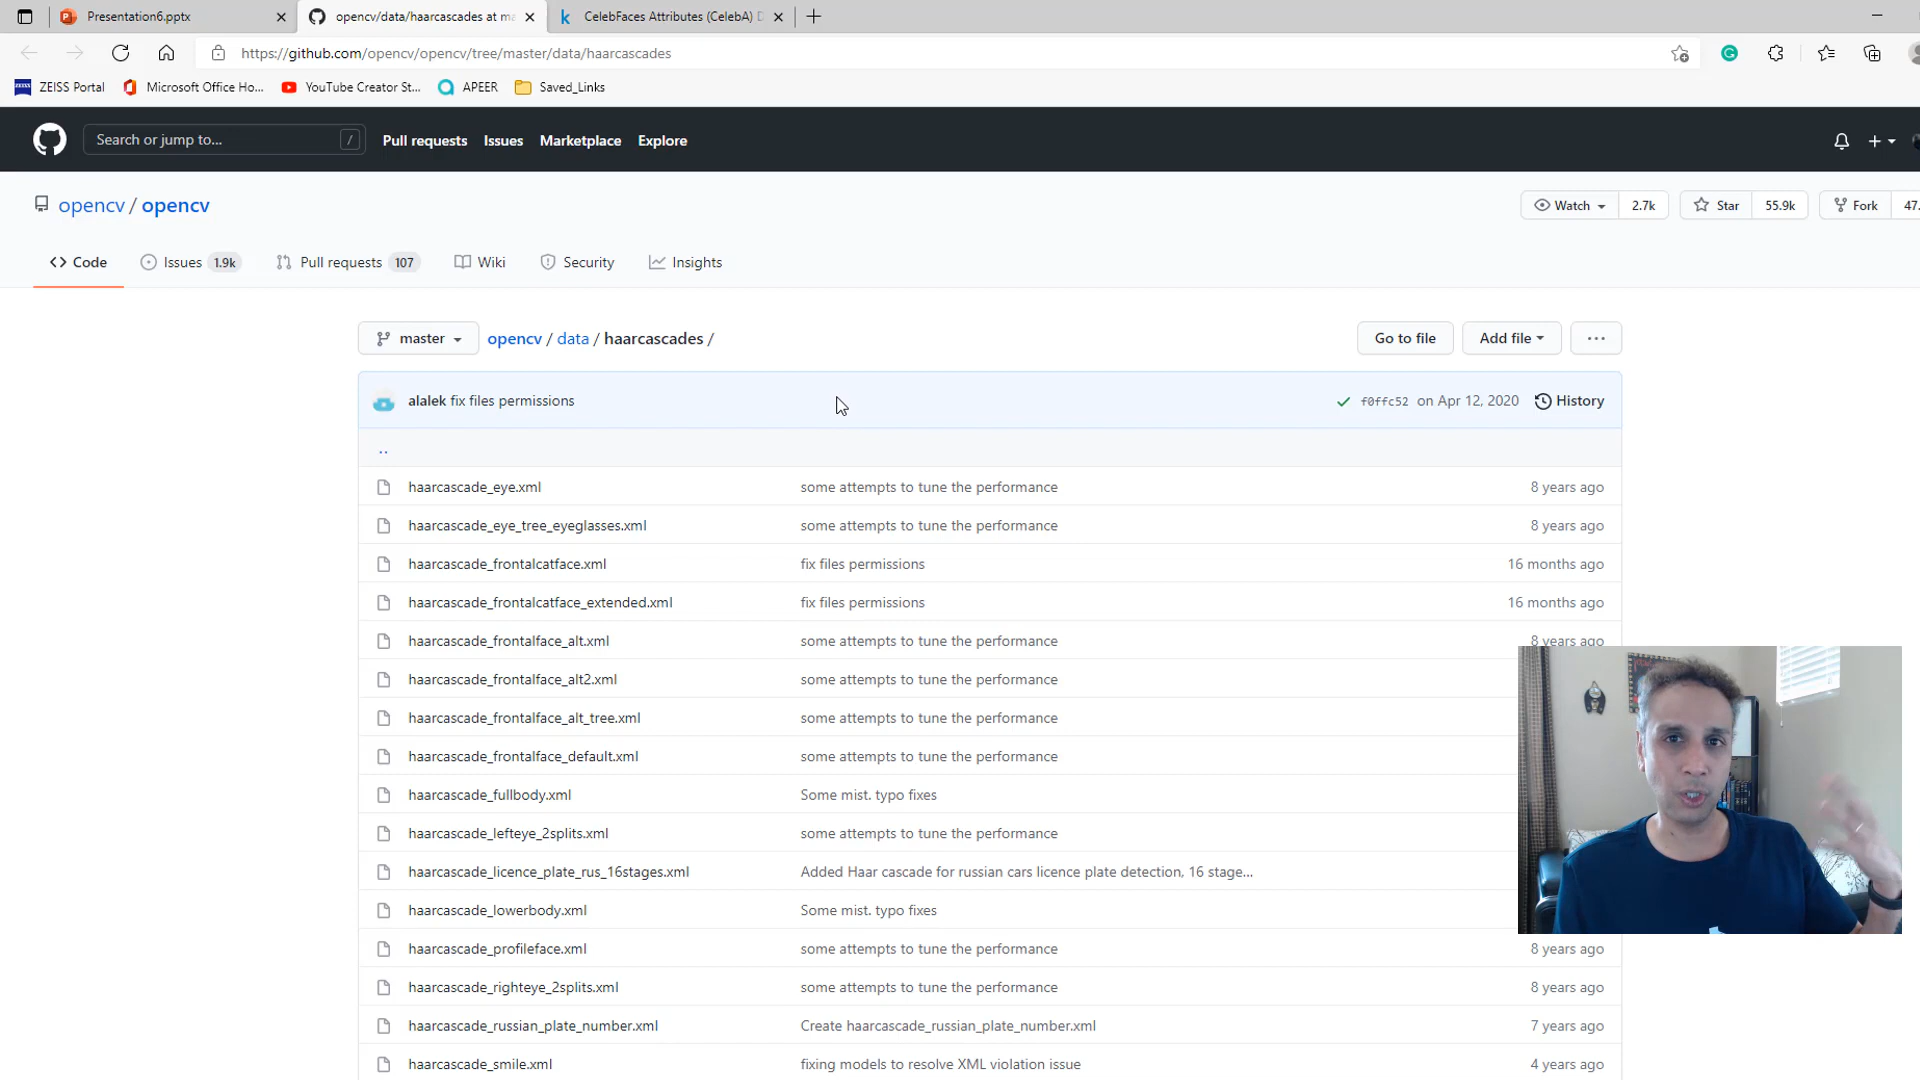 Presentation6.pptx
opencv/data/haarcascades at ma
CelebFaces Attributes (CelebA) D
https://github.com/opencv/opencv/tree/master/data/haarcascades
ZEISS Portal
Microsoft Office Ho...
YouTube Creator St...
APEER
Saved_Links
Search or jump to...
/
Pull requests
Issues
Marketplace
Explore
opencv / opencv
Watch 2.7k
Star 55.9k
Fork 47.
Code
Issues 1.9k
Pull requests 107
Wiki
Security
Insights
master
opencv / data / haarcascades /
Go to file
Add file
...
alalek fix files permissions
f0ffc52 on Apr 12, 2020
History
..
haarcascade_eye.xml some attempts to tune the performance 8 years ago
haarcascade_eye_tree_eyeglasses.xml some attempts to tune the performance 8 years ago
haarcascade_frontalcatface.xml fix files permissions 16 months ago
haarcascade_frontalcatface_extended.xml fix files permissions 16 months ago
haarcascade_frontalface_alt.xml some attempts to tune the performance 8 years ago
haarcascade_frontalface_alt2.xml some attempts to tune the performance
haarcascade_frontalface_alt_tree.xml some attempts to tune the performance
haarcascade_frontalface_default.xml some attempts to tune the performance
haarcascade_fullbody.xml Some mist. typo fixes
haarcascade_lefteye_2splits.xml some attempts to tune the performance
haarcascade_licence_plate_rus_16stages.xml Added Haar cascade for russian cars licence plate detection, 16 stage...
haarcascade_lowerbody.xml Some mist. typo fixes
haarcascade_profileface.xml some attempts to tune the performance 8 years ago
haarcascade_righteye_2splits.xml some attempts to tune the performance 8 years ago
haarcascade_russian_plate_number.xml Create haarcascade_russian_plate_number.xml 7 years ago
haarcascade_smile.xml fixing models to resolve XML violation issue 4 years ago